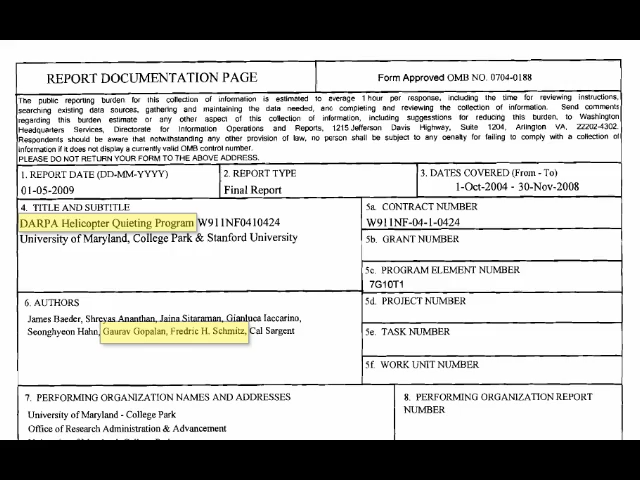 REPORT DOCUMENTATION PAGE
Form Approved OMB NO. 0704-0188
The public reporting burden for this collection of information is estimated to average 1 hour per response, including the time for reviewing instructions,
searching existing data sources, gathering and maintaining the data needed, and completing and reviewing the collection of information. Send comments
regarding this burden estimate or any other aspect of this collection of information, including suggestions for reducing this burden, to Washington
Headquarters Services, Directorate for Information Operations and Reports, 1215 Jefferson Davis Highway, Suite 1204, Arlington VA, 22202-4302.
Respondents should be aware that notwithstanding any other provision of law, no person shall be subject to any penalty for failing to comply with a collection of
information if it does not display a currently valid OMB control number.
PLEASE DO NOT RETURN YOUR FORM TO THE ABOVE ADDRESS.
1. REPORT DATE (DD-MM-YYYY)
01-05-2009
2. REPORT TYPE
Final Report
3. DATES COVERED (From - To)
1-Oct-2004 - 30-Nov-2008
4. TITLE AND SUBTITLE
DARPA Helicopter Quieting Program W911NF0410424
University of Maryland, College Park & Stanford University
5a. CONTRACT NUMBER
W911NF-04-1-0424
5b. GRANT NUMBER
5c. PROGRAM ELEMENT NUMBER
7G10T1
6. AUTHORS
James Baeder, Shreyas Ananthan, Jaina Sitaraman, Gianluca Iaccarino,
Seonghyeon Hahn, Gaurav Gopalan, Fredric H. Schmitz, Cal Sargent
5d. PROJECT NUMBER
5e. TASK NUMBER
5f. WORK UNIT NUMBER
7. PERFORMING ORGANIZATION NAMES AND ADDRESSES
University of Maryland - College Park
Office of Research Administration & Advancement
8. PERFORMING ORGANIZATION REPORT
NUMBER